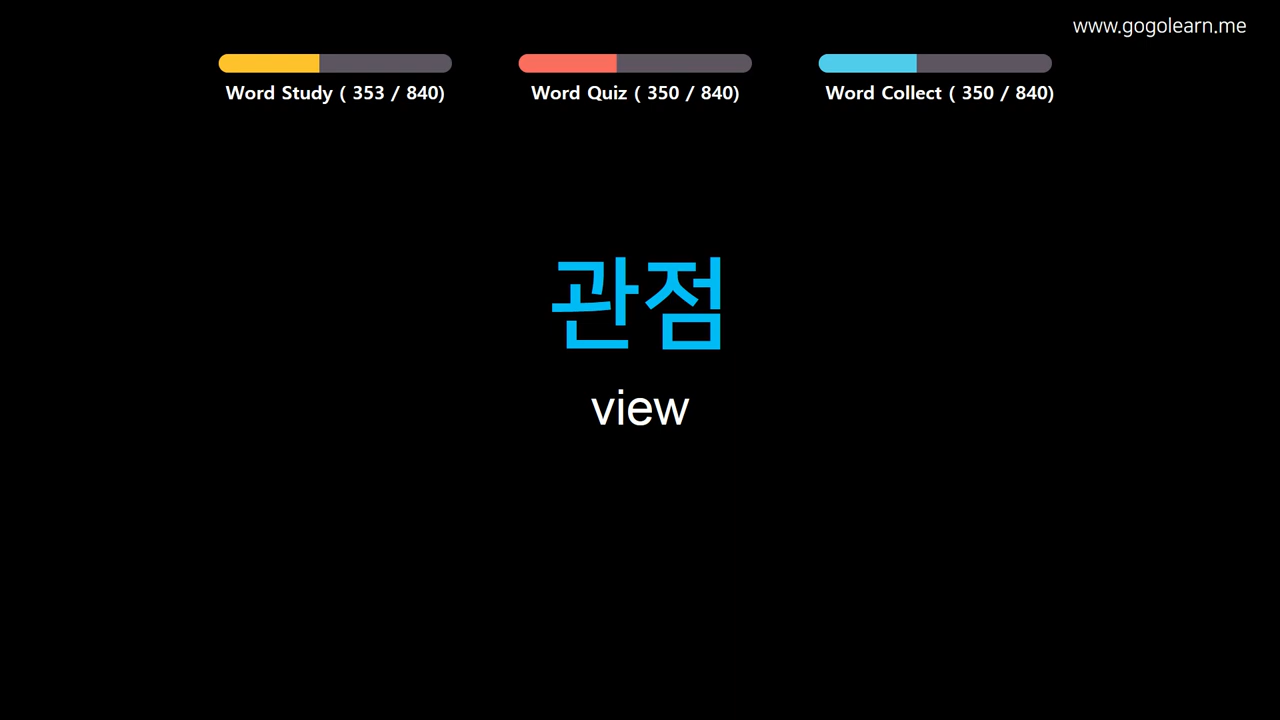 www.gogolearn.me
Word Study ( 353 / 840)
Word Quiz ( 350 / 840)
Word Collect ( 350 / 840)
관점
view